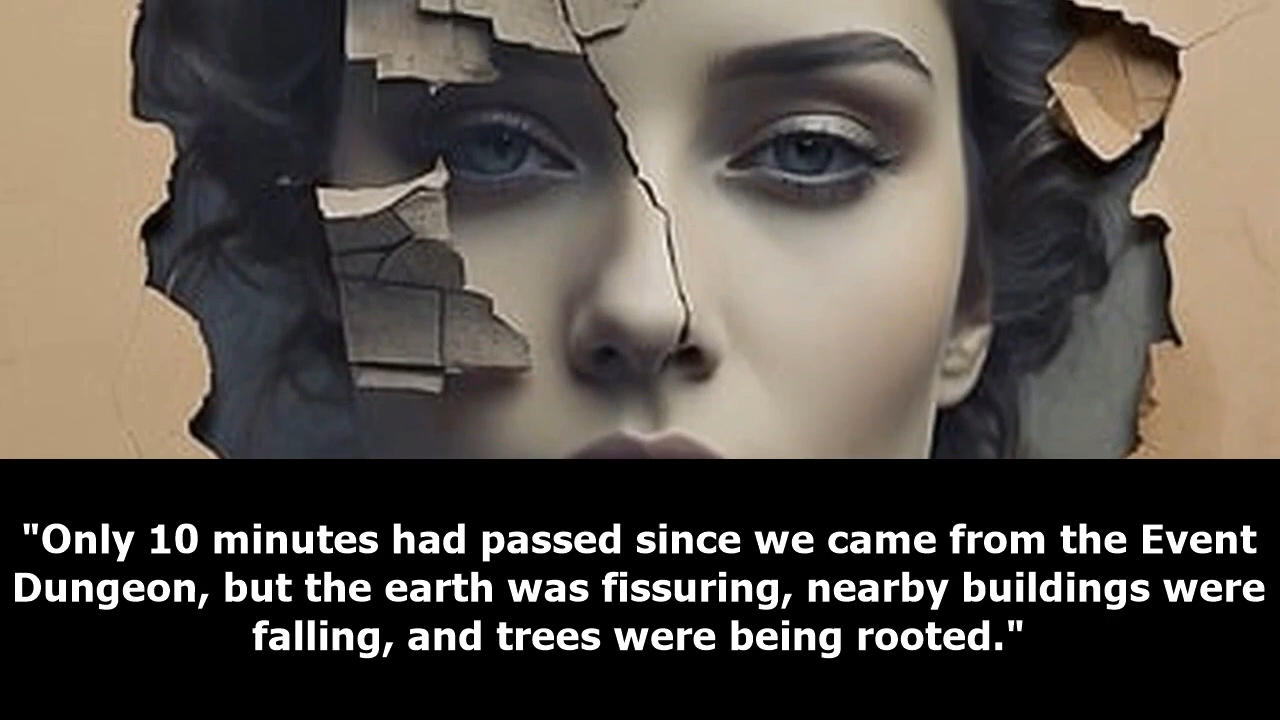 "Only 10 minutes had passed since we came from the Event
Dungeon, but the earth was fissuring, nearby buildings were
falling, and trees were being rooted."